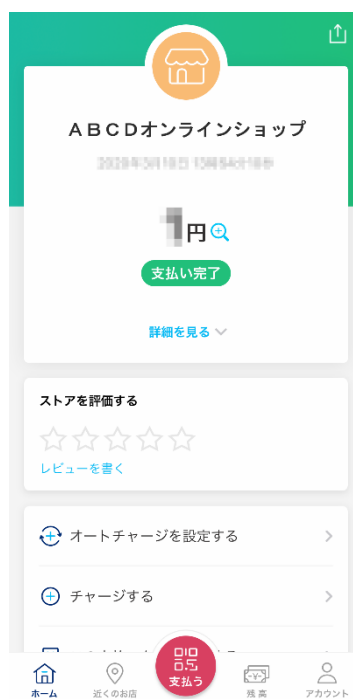 ＡＢＣＤオンラインショップ
円
支払い完了
詳細を見る
ストアを評価する
レビューを書く
オートチャージを設定する
チャージする
支払う
ホーム
近くのお店
残高
アカウント